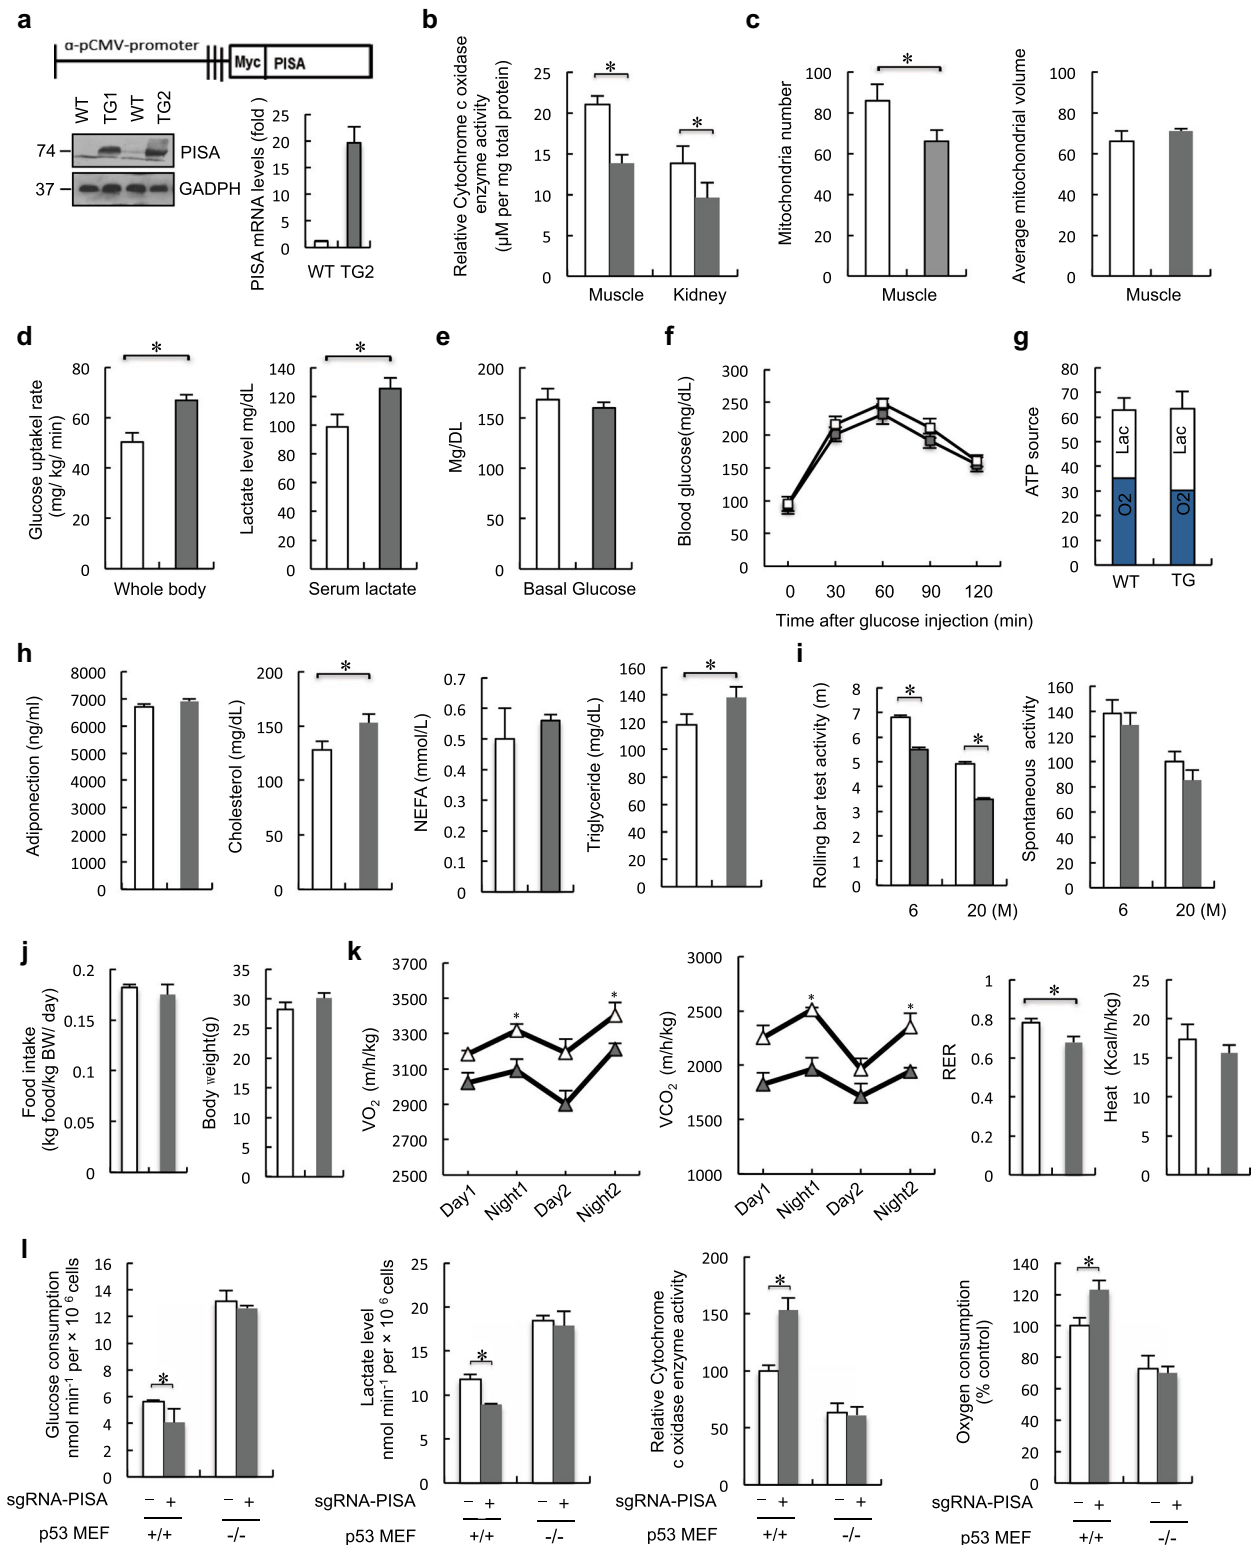 a
α-pCMV-promoter
Myc
PISA
WT
TG1
WT
TG2
74
PISA
37
GADPH
PISA mRNA levels (fold )
25
20
15
10
5
0
WT TG2
b
Relative Cytochrome c oxidase
enzyme activity
(µM per mg total protein)
25
20
15
10
5
0
*
*
Muscle
Kidney
c
Mitochondria number
100
80
60
40
20
0
*
Muscle
Average mitochondrial volume
100
80
60
40
20
0
Muscle
d
Glucose uptakel rate
(mg/ kg/ min)
80
60
40
20
0
*
Whole body
Lactate level mg/dL
140
120
100
80
60
40
20
0
*
Serum lactate
e
Mg/DL
200
150
100
50
0
Basal Glucose
f
Blood glucose(mg/dL)
300
250
200
150
100
50
0
0 30 60 90 120
Time after glucose injection (min)
g
ATP source
80
70
60
50
40
30
20
10
0
Lac
O2
Lac
O2
WT
TG
h
Adiponection (ng/ml)
8000
7000
6000
5000
4000
3000
2000
1000
0
Cholesterol (mg/dL)
200
150
100
50
0
*
NEFA (mmol/L)
0.7
0.6
0.5
0.4
0.3
0.2
0.1
0
Triglyceride (mg/dL)
160
140
120
100
80
60
40
20
0
*
i
Rolling bar test activity (m)
8
7
6
5
4
3
2
1
0
*
*
6 20 (M)
Spontaneous activity
160
140
120
100
80
60
40
20
0
6 20 (M)
j
Food intake
(kg food/kg BW/ day)
0.2
0.15
0.1
0.05
0
Body weight(g)
35
30
25
20
15
10
5
0
k
VO2 (m/h/kg)
3700
3500
3300
3100
2900
2700
2500
*
*
Day1
Night1
Day2
Night2
VCO2 (m/h/kg)
3000
2500
2000
1500
1000
*
*
Day1
Night1
Day2
Night2
RER
1
0.8
0.6
0.4
0.2
0
*
Heat (Kcal/h/kg)
25
20
15
10
5
0
l
Glucose consumption
nmol min-1 per × 10 6 cells
16
14
12
10
8
6
4
2
0
*
Lactate level
nmol min-1 per × 10 6 cells
25
20
15
10
5
0
*
Relative Cytochrome
c oxidase enzyme activity
200
150
100
50
0
*
Oxygen consumption
(% control)
140
120
100
80
60
40
20
0
*
sgRNA-PISA − + − +
p53 MEF +/+ -/-
sgRNA-PISA − + − +
p53 MEF +/+ -/-
sgRNA-PISA − + − +
p53 MEF +/+ -/-
sgRNA-PISA − + − +
p53 MEF +/+ -/-